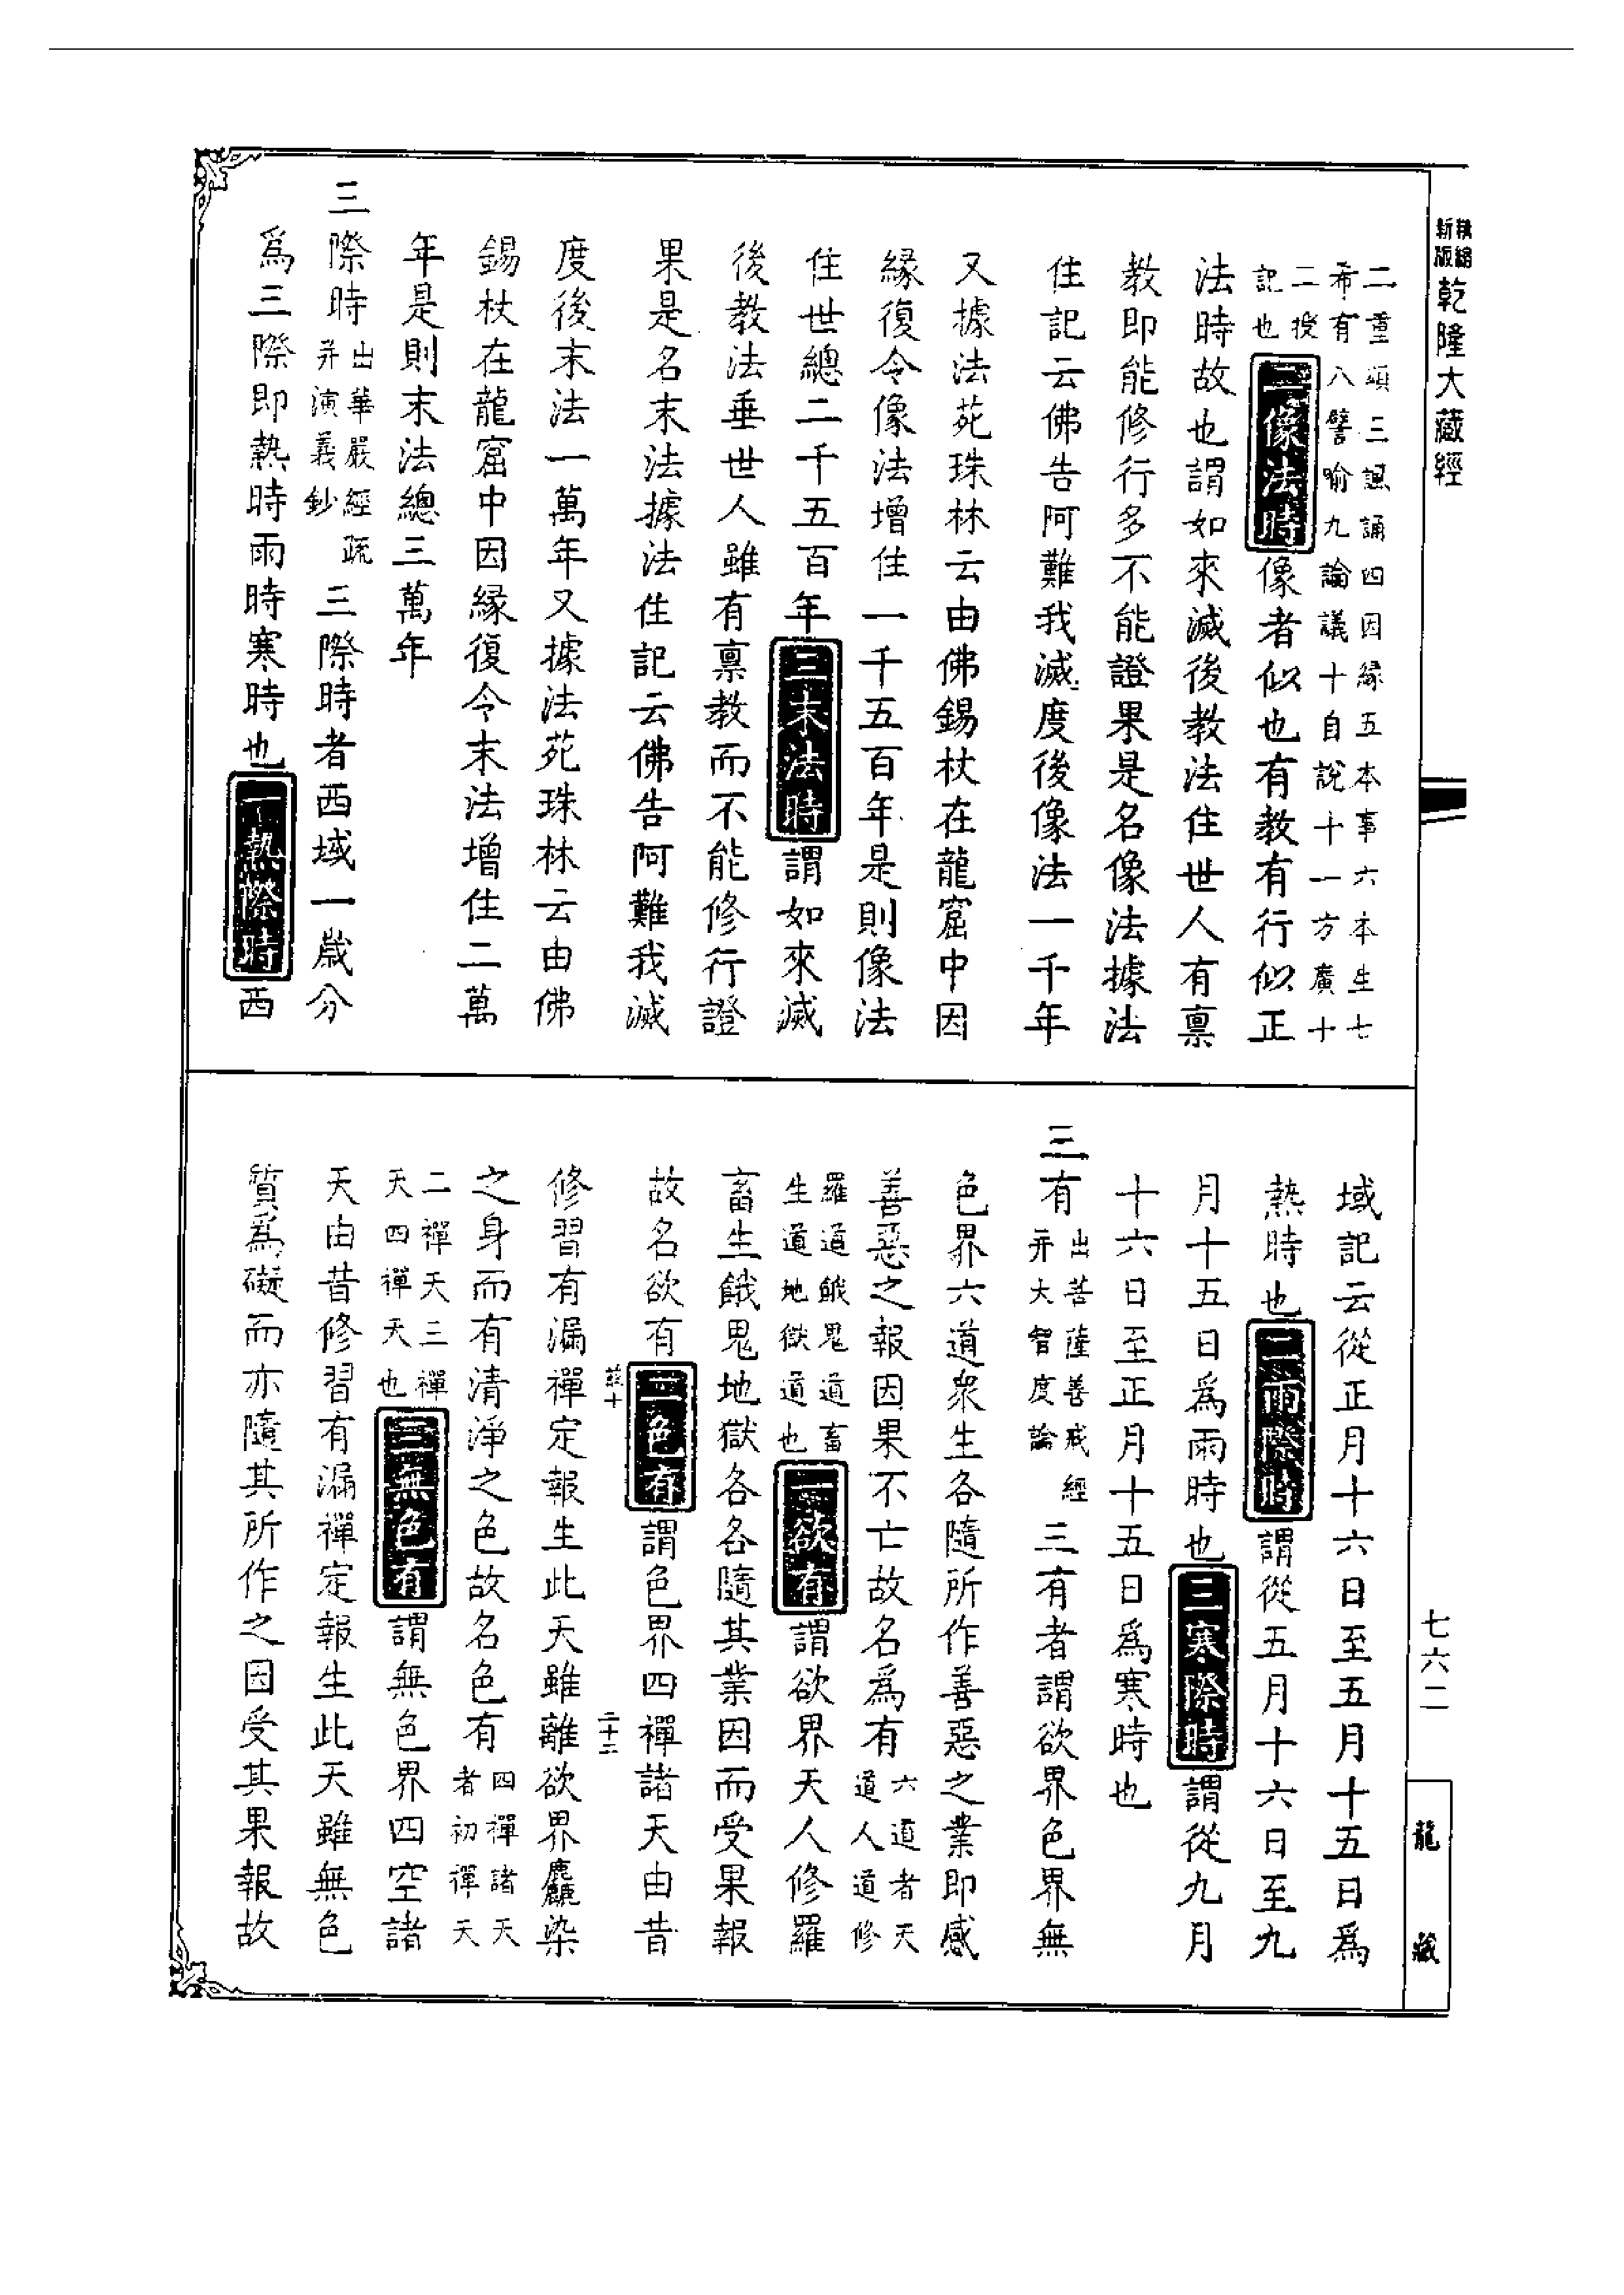 新版精縮乾隆大藏經
二重頌三諷誦四因緣五本事六本生七
希有八譬喻九論議十自說十一方廣十
二授
記也
二像法時像者似也有教有行似正
法時故也謂如來滅後教法住世人有禀
教即能修行多不能證果是名像法據法
住記云佛告阿難我滅度後像法一千年
又據法苑珠林云由佛錫杖在龍窟中因
緣復令像法增住一千五百年是則像法
住世總二千五百年三末法時謂如來滅
後教法垂世人雖有禀教而不能修行證
果是名末法據法住記云佛告阿難我滅
度後末法一萬年又據法苑珠林云由佛
錫杖在龍窟中因緣復令末法增住二萬
年是則末法總三萬年
三際時出華嚴經疏并演義鈔三際時者西域一歲分
為三際即熱時雨時寒時也一熱際時西
域記云從正月十六日至五月十五日為
熱時也二雨際時謂從五月十六日至九
月十五日為雨時也三寒際時謂從九月
十六日至正月十五日為寒時也
三有出菩薩善戒經并大智度論三有者謂欲界色界無
色界六道眾生各隨所作善惡之業即感
善惡之報因果不亡故名為有六道者天道人道修
羅道餓鬼道畜生道地獄道也一欲有謂欲界天人修羅
畜生餓鬼地獄各各隨其業因而受果報
故名欲有二色有謂色界四禪諸天由昔
二十二
修習有漏禪定報生此天雖離欲界麤染
之身而有清淨之色故名色有四禪諸天者初禪天
二禪天三禪天四禪天也三無色有謂無色界四空諸
天由昔修習有漏禪定報生此天雖無色
質為礙而亦隨其所作之因受其果報故
七六二
龍藏